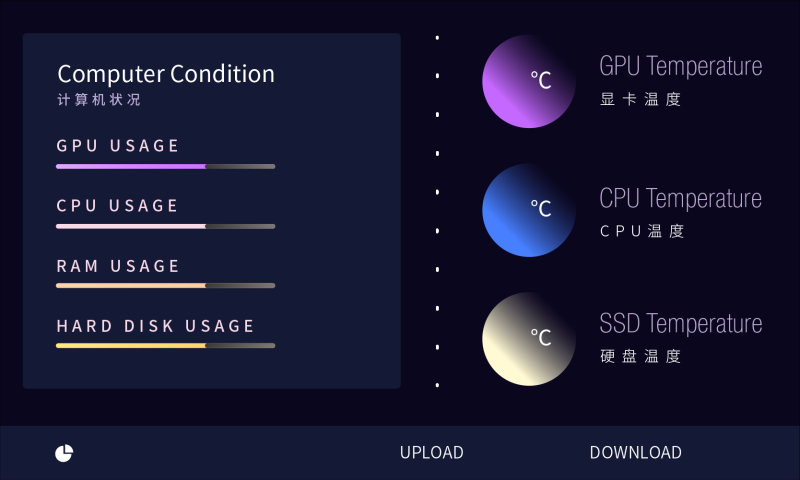 Computer Condition
计算机状况
GPU USAGE
CPU USAGE
RAM USAGE
HARD DISK USAGE
℃
GPU Temperature
显卡温度
℃
CPU Temperature
CPU温度
℃
SSD Temperature
硬盘温度
UPLOAD
DOWNLOAD